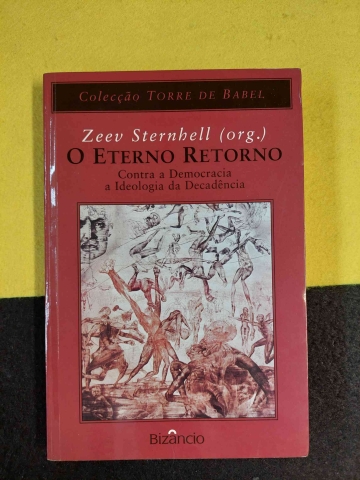 Colecção TORRE DE BABEL
Zeev Sternhell (org.)
O ETERNO RETORNO
Contra a Democracia
a Ideologia da Decadência
Bizâncio